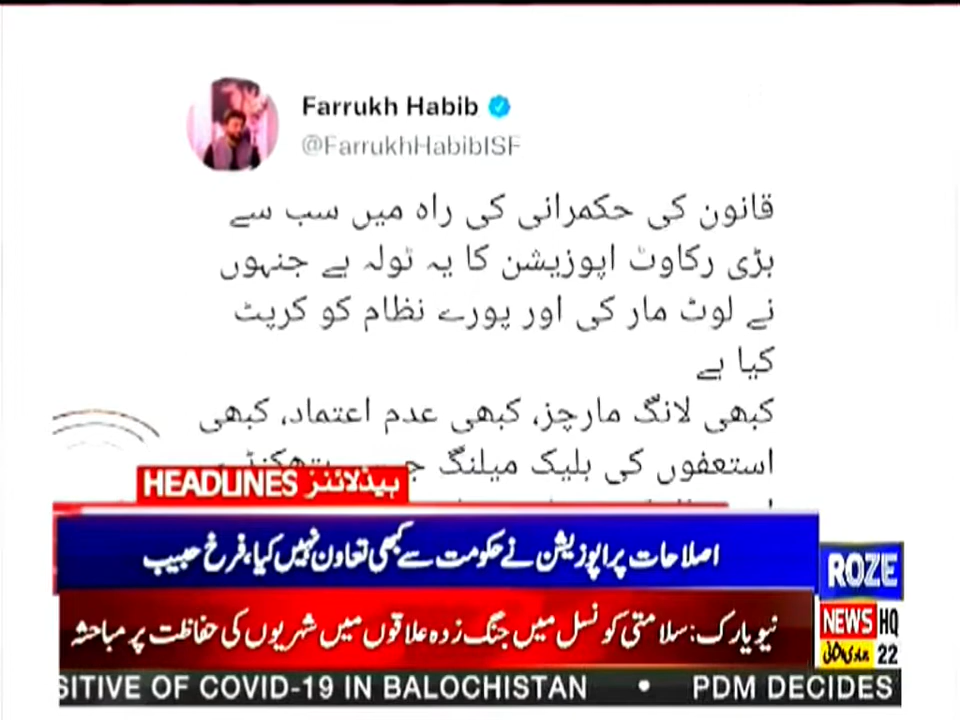 Farrukh Habib
@FarrukhHabibISF
قانون کی حکمرانی کی راہ میں سب سے
بڑی رکاوٹ اپوزیشن کا یہ ٹولہ ہے جنہوں
نے لوٹ مار کی اور پورے نظام کو کرپٹ
کیا ہے
کبھی لانگ مارچز، کبھی عدم اعتماد، کبھی
استعفوں کی بلیک میلنگ
HEADLINES ہیڈلائنز
اصلاحات پر اپوزیشن نے حکومت سے کبھی تعاون نہیں کیا، فرخ حبیب
نیویارک: سلامتی کونسل میں جنگ زدہ علاقوں میں شہریوں کی حفاظت پر مباحثہ
ROZE
NEWS HQ
22
SITIVE OF COVID-19 IN BALOCHISTAN • PDM DECIDES